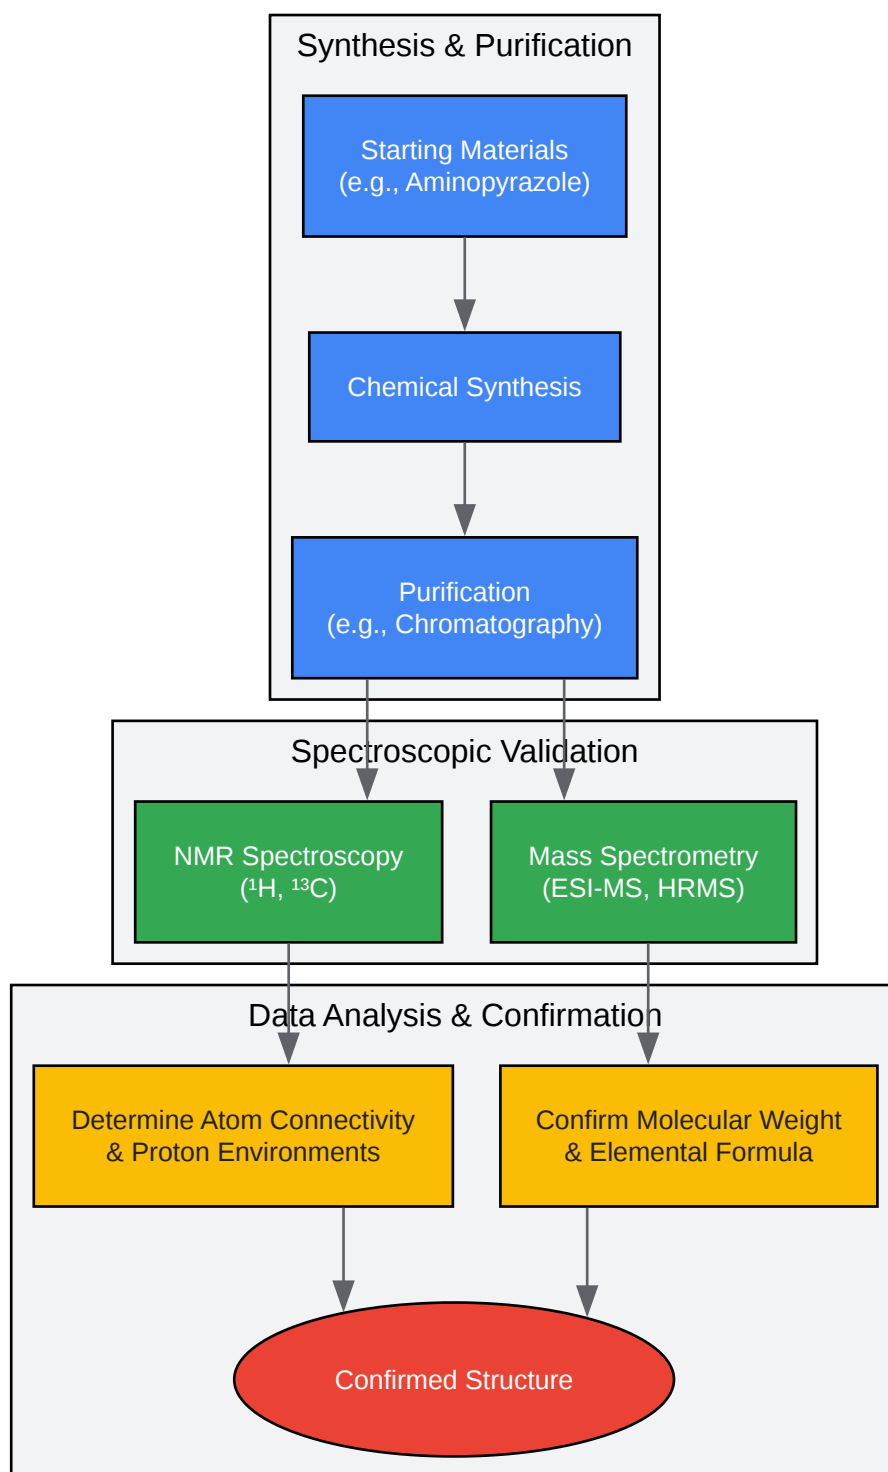 Synthesis & Purification
Starting Materials
(e.g., Aminopyrazole)
Chemical Synthesis
Purification
(e.g., Chromatography)
Spectroscopic Validation
NMR Spectroscopy
(¹H, ¹³C)
Mass Spectrometry
(ESI-MS, HRMS)
Data Analysis & Confirmation
Determine Atom Connectivity
& Proton Environments
Confirm Molecular Weight
& Elemental Formula
Confirmed Structure